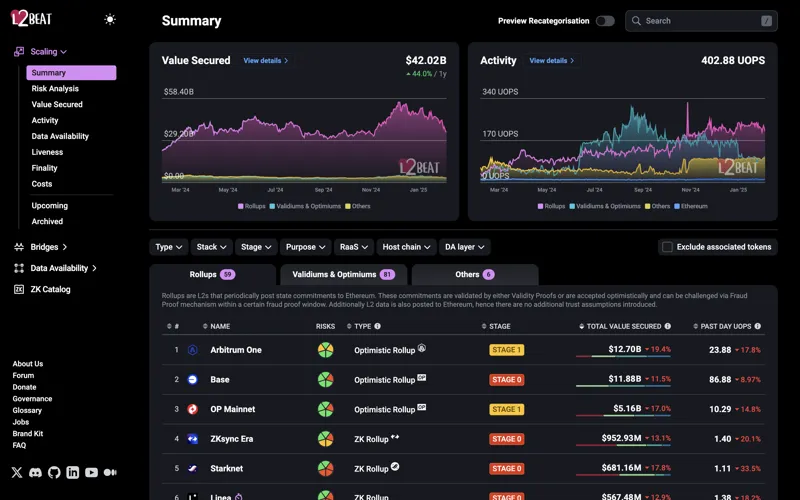 L2BEAT
Summary
Preview Recategorisation
Search
/
Scaling
Summary
Risk Analysis
Value Secured
Activity
Data Availability
Liveness
Finality
Costs
Upcoming
Archived
Bridges
Data Availability
ZK Catalog
About Us
Forum
Donate
Governance
Glossary
Jobs
Brand Kit
FAQ
Value Secured View details $42.02B
44.0% / 1y
$58.40B
$29.20B
$0.00
L2BEAT
Mar '24 May '24 Jul '24 Sep '24 Nov '24 Jan '25
Rollups Validiums & Optimiums Others
Activity View details 402.88 UOPS
340 UOPS
170 UOPS
0 UOPS
L2BEAT
Mar '24 May '24 Jul '24 Sep '24 Nov '24 Jan '25
Rollups Validiums & Optimiums Others Ethereum
Type Stack Stage Purpose RaaS Host chain DA layer Exclude associated tokens
Rollups 59 Validiums & Optimiums 81 Others 6
Rollups are L2s that periodically post state commitments to Ethereum. These commitments are validated by either Validity Proofs or are accepted optimistically and can be challenged via Fraud
Proof mechanism within a certain fraud proof window. Additionally L2 data is also posted to Ethereum, hence there are no additional trust assumptions introduced.
# NAME RISKS TYPE STAGE TOTAL VALUE SECURED PAST DAY UOPS
1 Arbitrum One Optimistic Rollup STAGE 1 $12.70B 19.4% 23.88 17.8%
2 Base Optimistic Rollup OP STAGE 0 $11.88B 11.5% 86.88 8.97%
3 OP Mainnet Optimistic Rollup OP STAGE 1 $5.16B 17.0% 10.29 14.8%
4 ZKsync Era ZK Rollup STAGE 0 $952.93M 13.1% 1.40 20.1%
5 Starknet ZK Rollup STAGE 0 $681.16M 17.8% 1.11 33.5%
6 Linea ZK Rollup STAGE 0 $567.48M 12.9% 1.38 18.2%